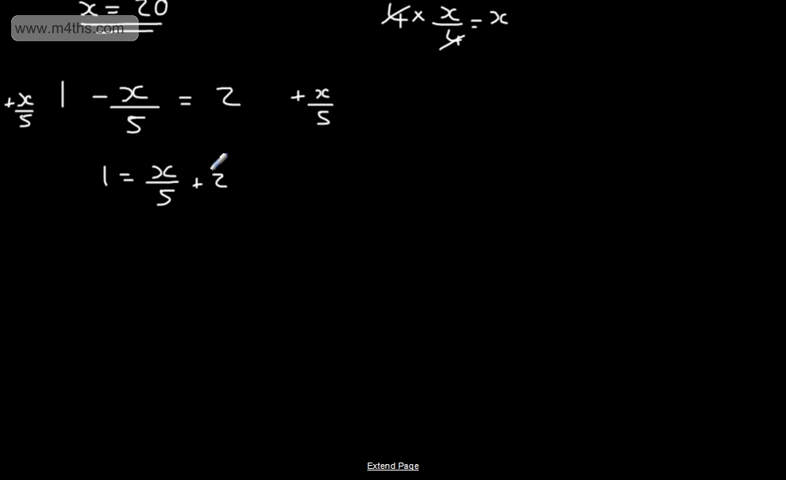 x = 20
www.m4ths.com
4 × x/4 = x
+x/5 1 - x/5 = 2 +x/5
1 = x/5 + 2
Extend Page